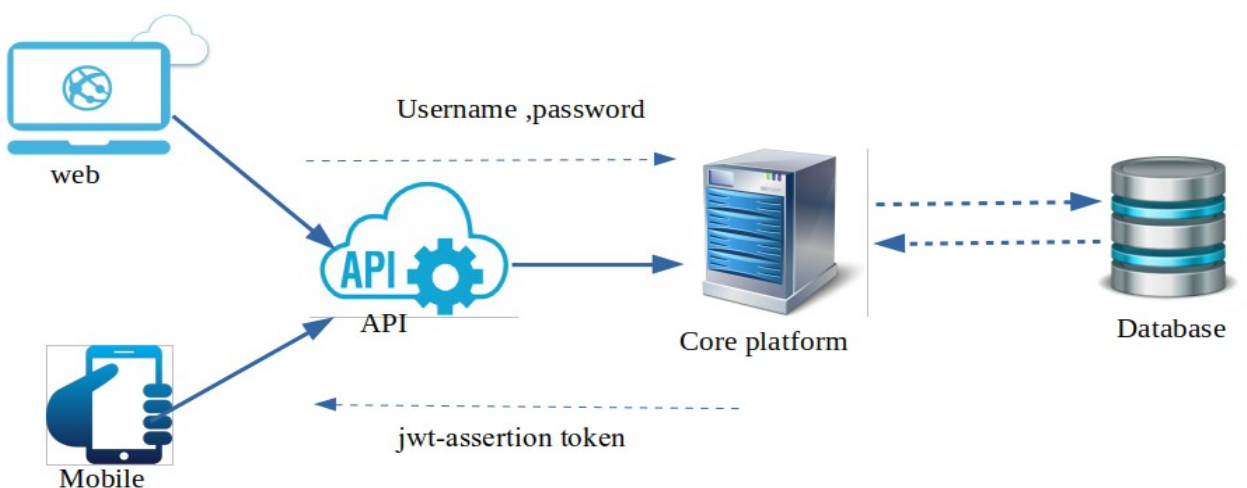 web
Username ,password
API
API
Core platform
Database
jwt-assertion token
Mobile